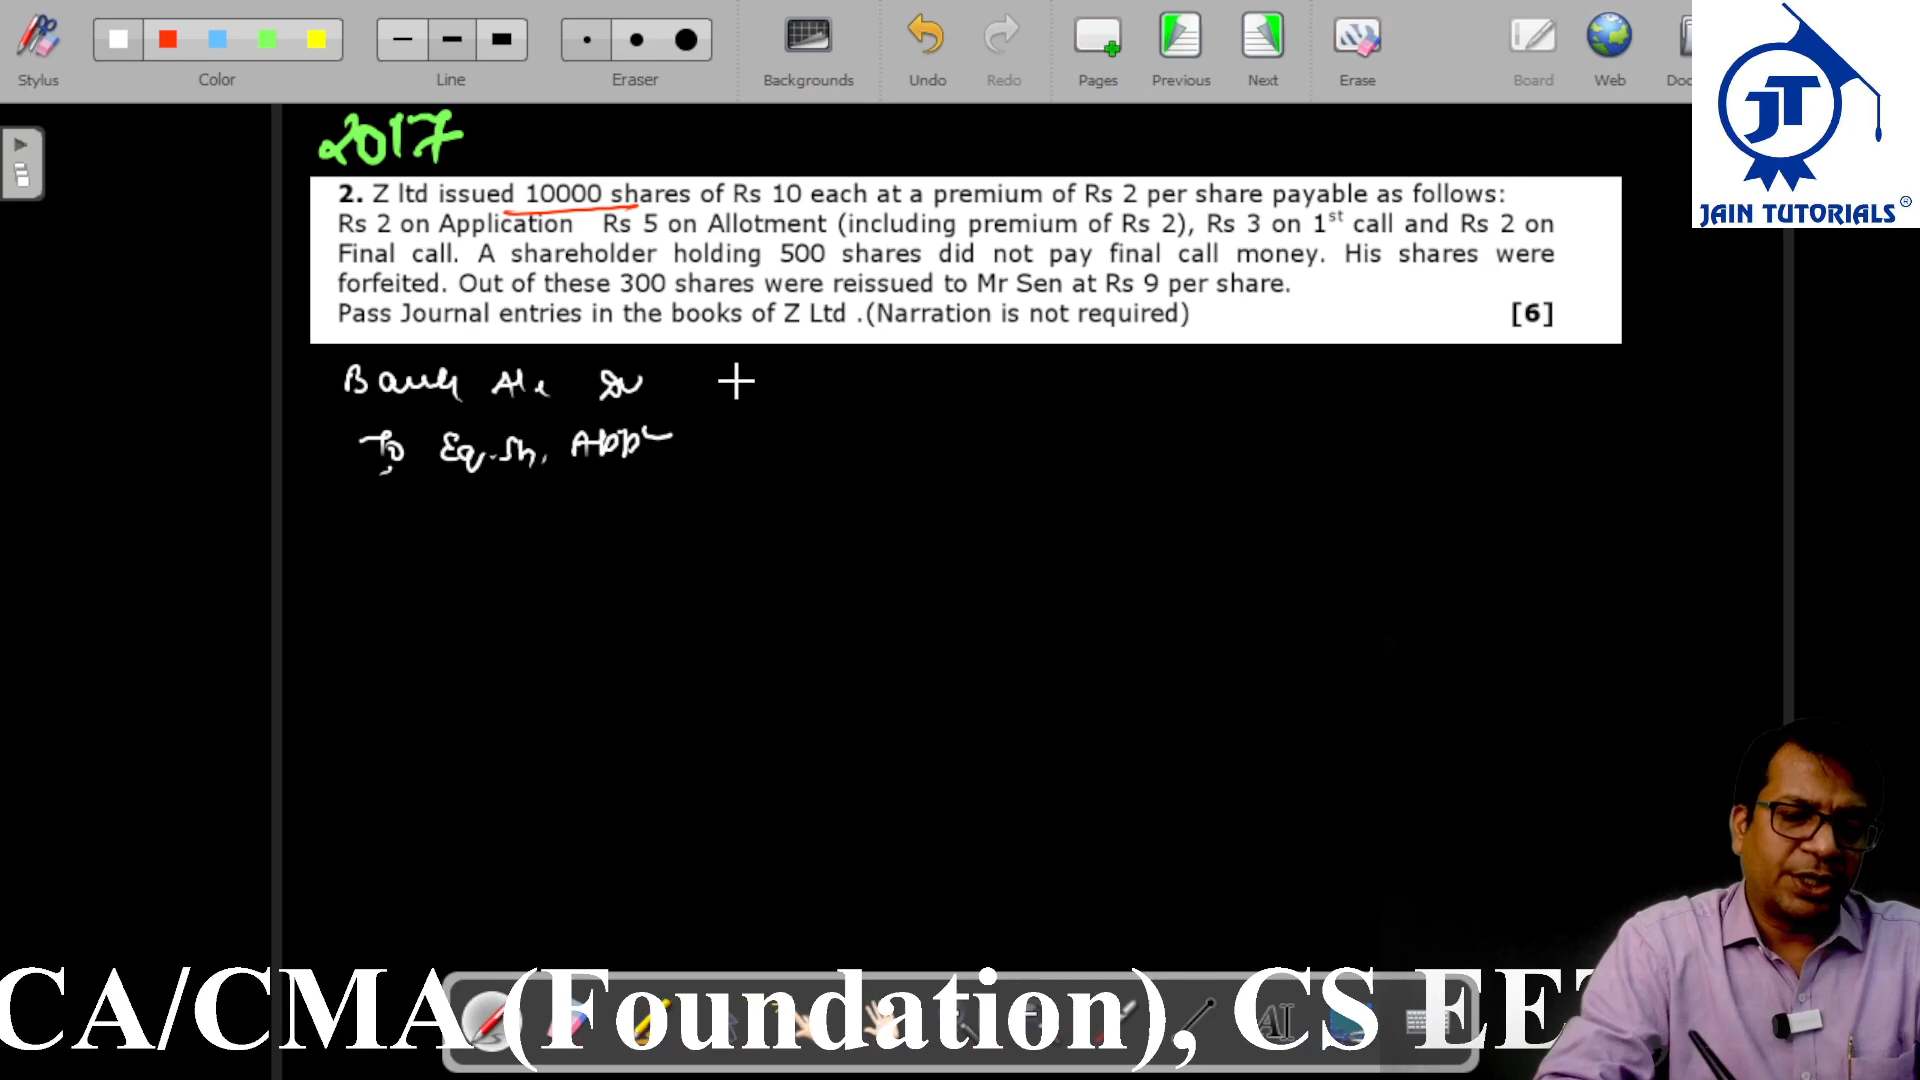 Stylus Color Line Eraser Backgrounds Undo Redo Pages Previous Next Erase Board Web
JT
JAIN TUTORIALS®
2017
2. Z ltd issued 10000 shares of Rs 10 each at a premium of Rs 2 per share payable as follows:
Rs 2 on Application Rs 5 on Allotment (including premium of Rs 2), Rs 3 on 1st call and Rs 2 on
Final call. A shareholder holding 500 shares did not pay final call money. His shares were
forfeited. Out of these 300 shares were reissued to Mr Sen at Rs 9 per share.
Pass Journal entries in the books of Z Ltd .(Narration is not required) [6]
Bank A/c Dr
To Eq. Sh. Appl
CA/CMA (Foundation), CS EE